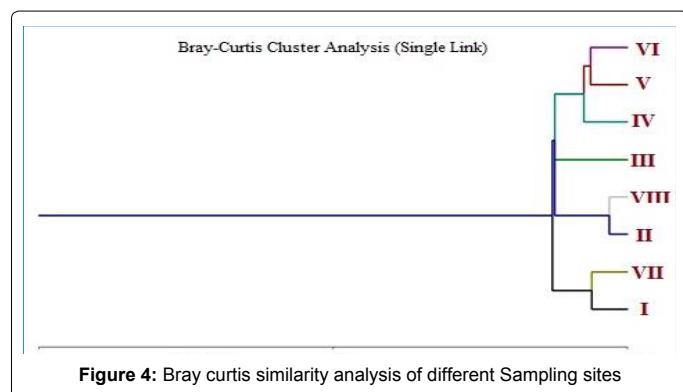 Bray-Curtis Cluster Analysis (Single Link)
VI
V
IV
III
VIII
II
VII
I
Figure 4: Bray curtis similarity analysis of different Sampling sites